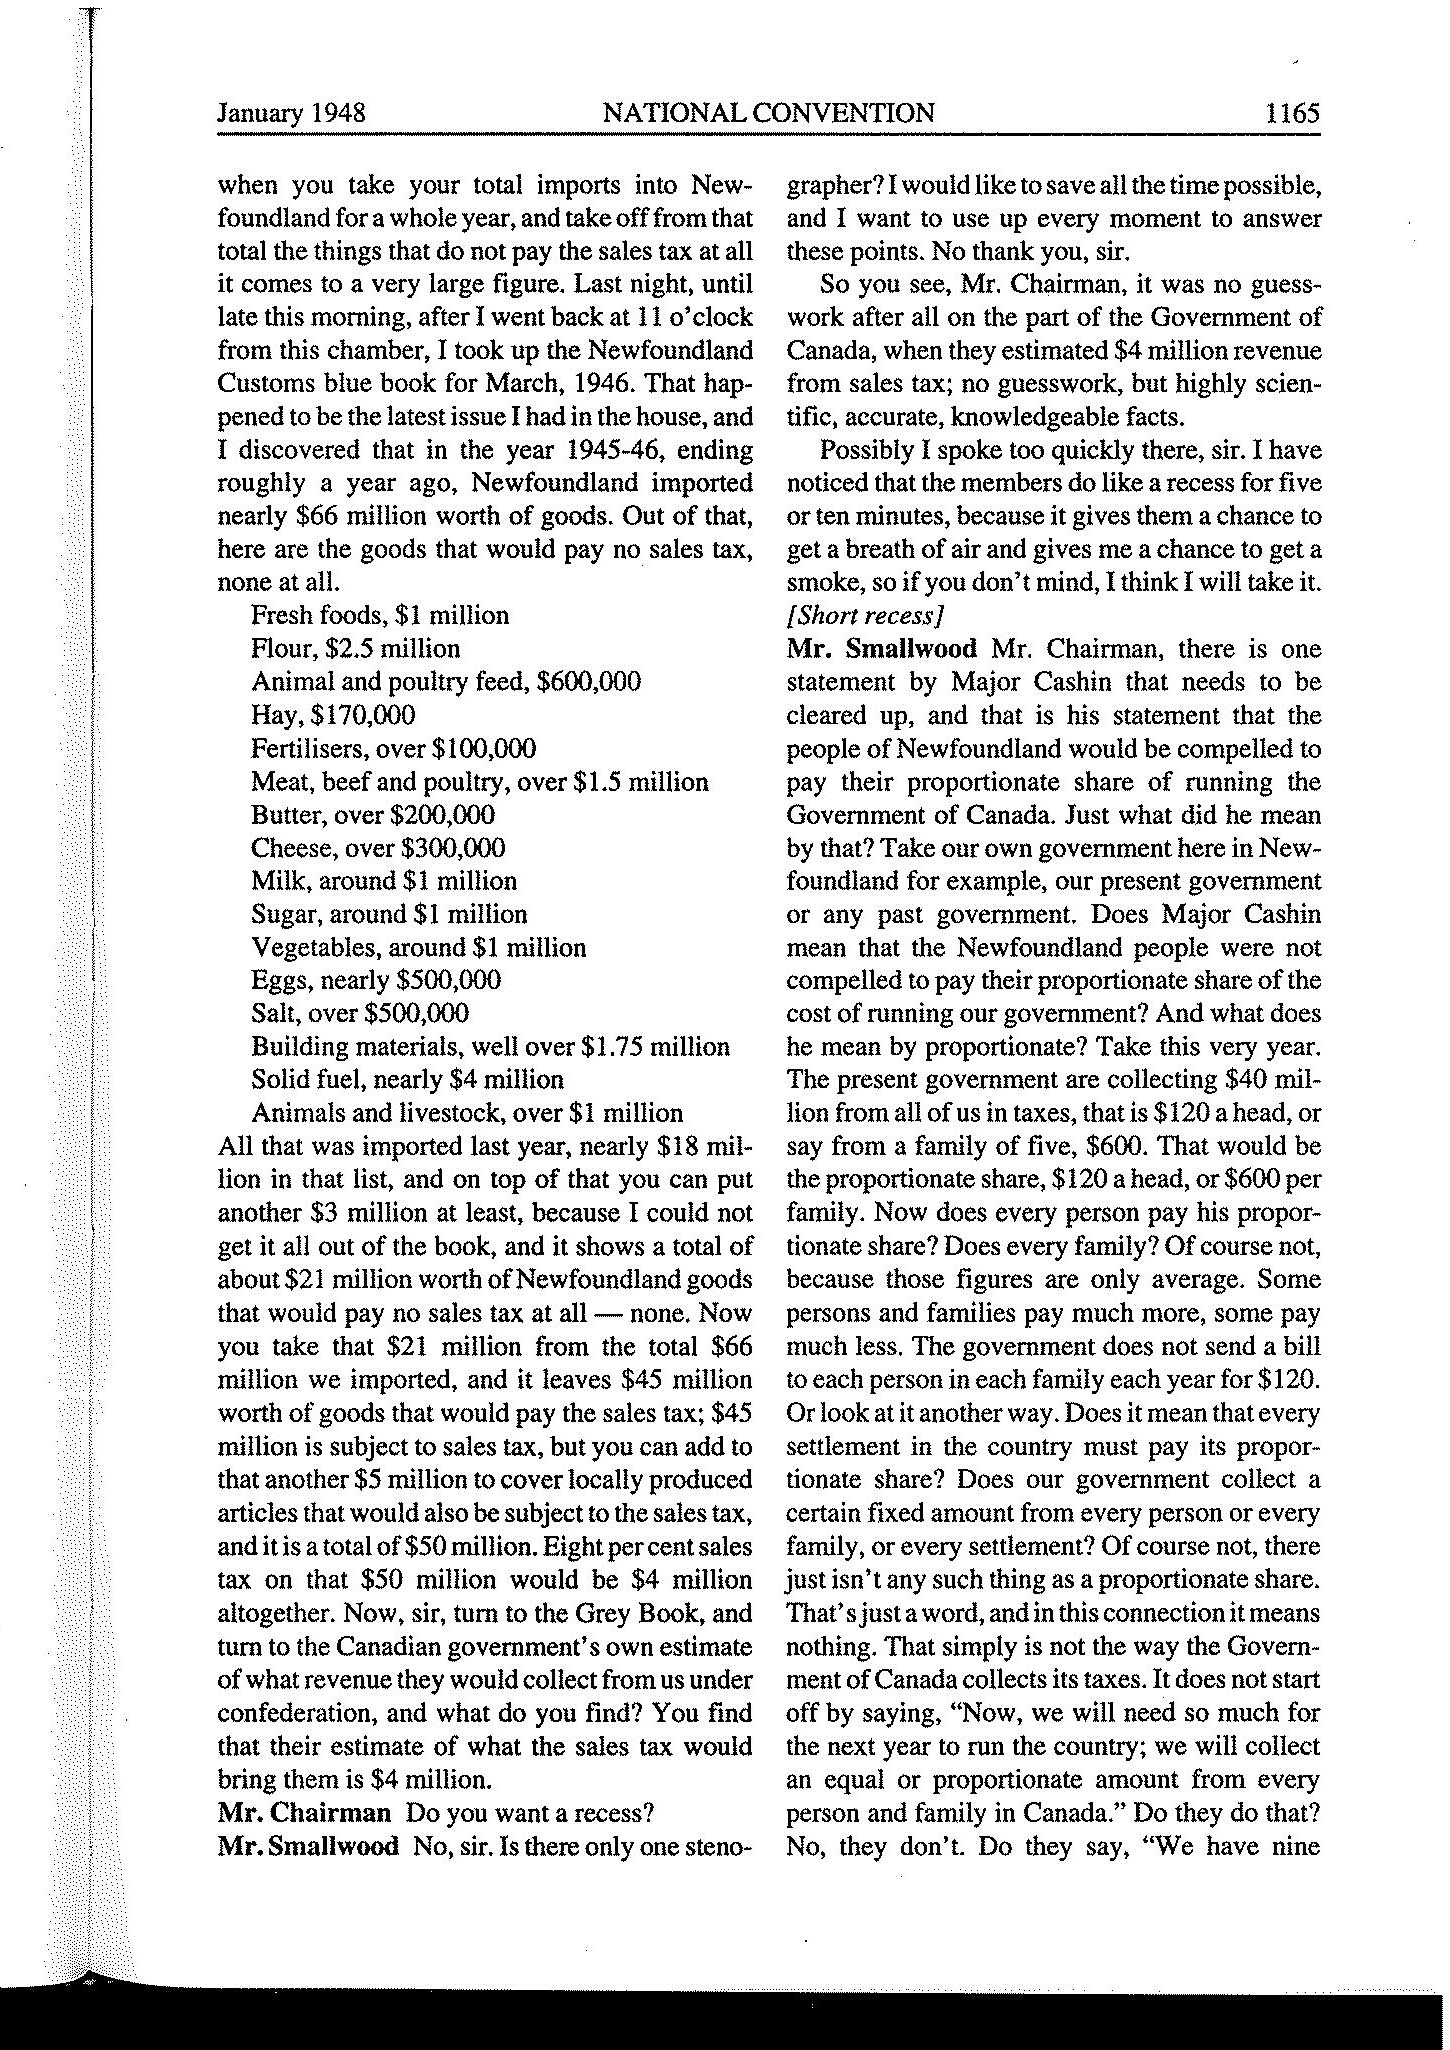 January 1948 NATIONAL CONVENTION 1165
when you take your total imports into New-
foundland for a whole year, and take off from that
total the things that do not pay the sales tax at all
it comes to a very large figure. Last night, until
late this morning, after I went back at 11 o'clock
from this chamber, I took up the Newfoundland
Customs blue book for March, 1946. That hap-
pened to be the latest issue I had in the house, and
I discovered that in the year 1945-46, ending
roughly a year ago, Newfoundland imported
nearly $66 million worth of goods. Out of that,
here are the goods that would pay no sales tax,
none at all.
Fresh foods, $1 million
Flour, $2.5 million
Animal and poultry feed, $600,000
Hay, $170,000
Fertilisers, over $100,000
Meat, beef and poultry, over $1.5 million
Butter, over $200,000
Cheese, over $300,000
Milk, around $1 million
Sugar, around $1 million
Vegetables, around $1 million
Eggs, nearly $500,000
Salt, over $500,000
Building materials, well over $1.75 million
Solid fuel, nearly $4 million
Animals and livestock, over $1 million
All that was imported last year, nearly $18 mil-
lion in that list, and on top of that you can put
another $3 million at least, because I could not
get it all out of the book, and it shows a total of
about $21 million worth of Newfoundland goods
that would pay no sales tax at all — none. Now
you take that $21 million from the total $66
million we imported, and it leaves $45 million
worth of goods that would pay the sales tax; $45
million is subject to sales tax, but you can add to
that another $5 million to cover locally produced
articles that would also be subject to the sales tax,
and it is a total of $50 million. Eight per cent sales
tax on that $50 million would be $4 million
altogether. Now, sir, turn to the Grey Book, and
turn to the Canadian government's own estimate
of what revenue they would collect from us under
confederation, and what do you find? You find
that their estimate of what the sales tax would
bring them is $4 million.
Mr. Chairman Do you want a recess?
Mr. Smallwood No, sir. Is there only one steno-
grapher? I would like to save all the time possible,
and I want to use up every moment to answer
these points. No thank you, sir.
So you see, Mr. Chairman, it was no guess-
work after all on the part of the Government of
Canada, when they estimated $4 million revenue
from sales tax; no guesswork, but highly scien-
tific, accurate, knowledgeable facts.
Possibly I spoke too quickly there, sir. I have
noticed that the members do like a recess for five
or ten minutes, because it gives them a chance to
get a breath of air and gives me a chance to get a
smoke, so if you don't mind, I think I will take it.
[Short recess]
Mr. Smallwood Mr. Chairman, there is one
statement by Major Cashin that needs to be
cleared up, and that is his statement that the
people of Newfoundland would be compelled to
pay their proportionate share of running the
Government of Canada. Just what did he mean
by that? Take our own government here in New-
foundland for example, our present government
or any past government. Does Major Cashin
mean that the Newfoundland people were not
compelled to pay their proportionate share of the
cost of running our government? And what does
he mean by proportionate? Take this very year.
The present government are collecting $40 mil-
lion from all of us in taxes, that is $120 a head, or
say from a family of five, $600. That would be
the proportionate share, $120 a head, or $600 per
family. Now does every person pay his propor-
tionate share? Does every family? Of course not,
because those figures are only average. Some
persons and families pay much more, some pay
much less. The government does not send a bill
to each person in each family each year for $120.
Or look at it another way. Does it mean that every
settlement in the country must pay its propor-
tionate share? Does our government collect a
certain fixed amount from every person or every
family, or every settlement? Of course not, there
just isn't any such thing as a proportionate share.
That's just a word, and in this connection it means
nothing. That simply is not the way the Govern-
ment of Canada collects its taxes. It does not start
off by saying, "Now, we will need so much for
the next year to run the country; we will collect
an equal or proportionate amount from every
person and family in Canada." Do they do that?
No, they don't. Do they say, "We have nine